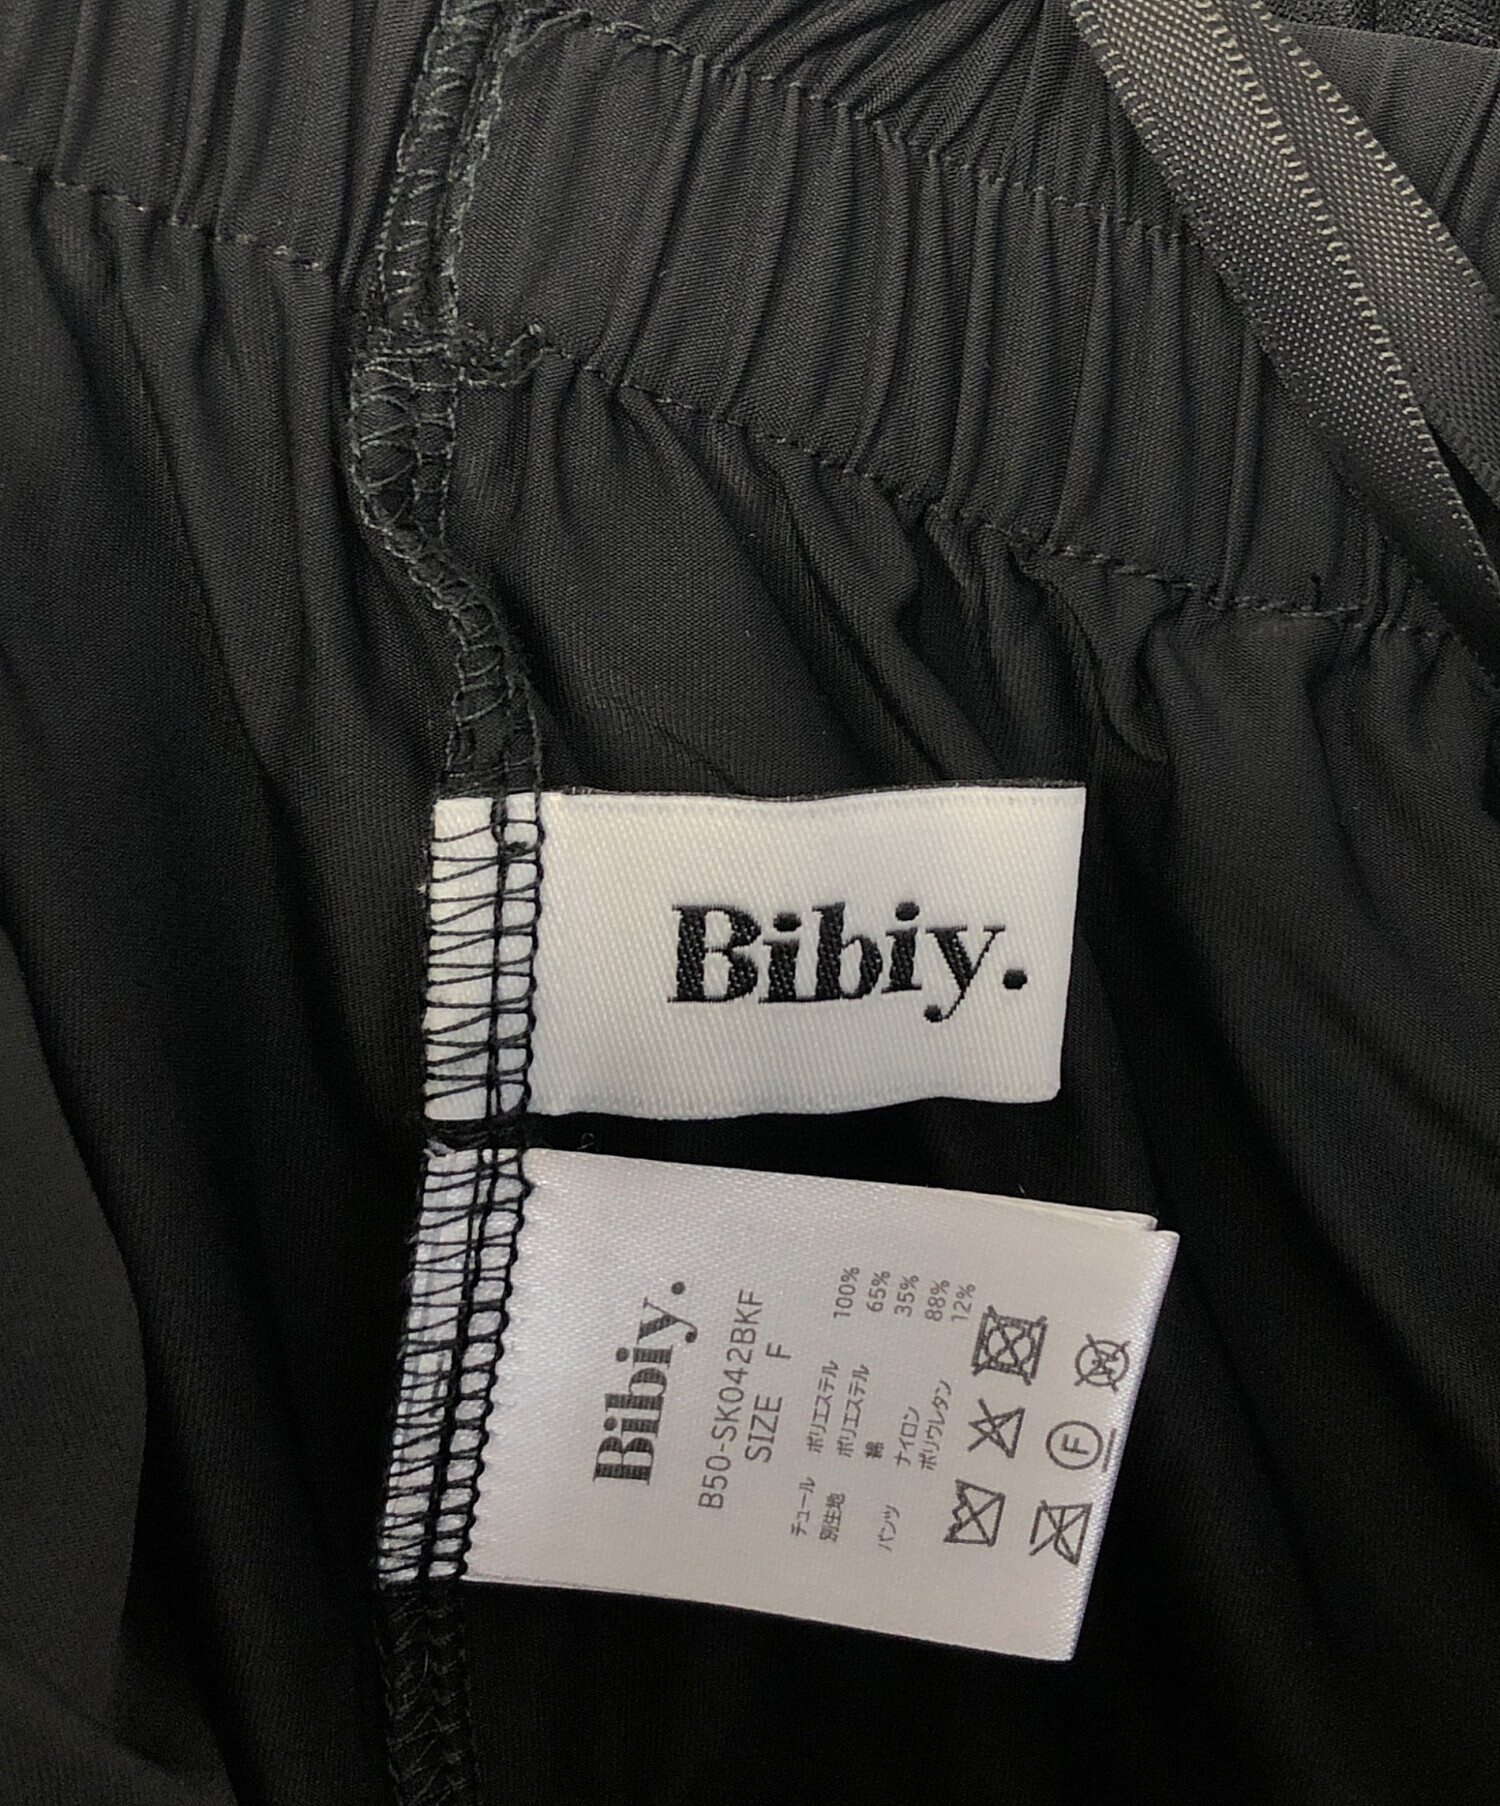 Bibiy.
Bibiy.
B50-SK042BKF
SIZE F
チュール ポリエステル 100%
別生地 ポリエステル 65%
綿 35%
パンツ ナイロン 88%
ポリウレタン 12%
F
W